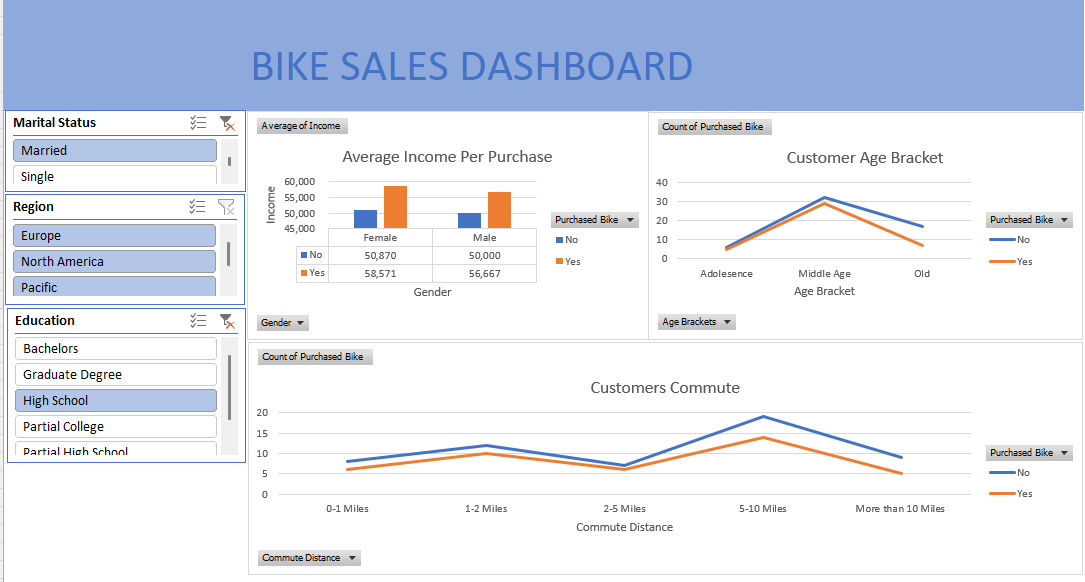 BIKE SALES DASHBOARD
Marital Status
Married
Single
Region
Europe
North America
Pacific
Education
Bachelors
Graduate Degree
High School
Partial College
Partial High School
Average of Income
Average Income Per Purchase
Income
60,000
55,000
50,000
45,000
Female Male
No 50,870 50,000
Yes 58,571 56,667
Gender
Purchased Bike
No
Yes
Gender
Count of Purchased Bike
Customer Age Bracket
40
30
20
10
0
Adolesence Middle Age Old
Age Bracket
Purchased Bike
No
Yes
Age Brackets
Count of Purchased Bike
Customers Commute
20
15
10
5
0
0-1 Miles 1-2 Miles 2-5 Miles 5-10 Miles More than 10 Miles
Commute Distance
Purchased Bike
No
Yes
Commute Distance